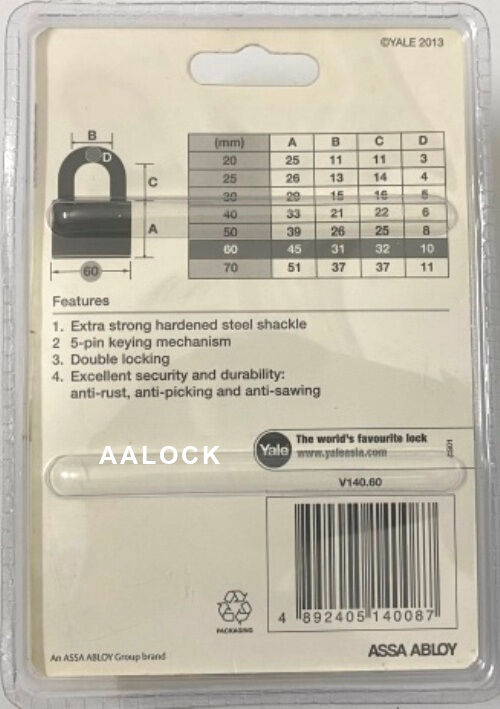 ©YALE 2013
B
D
C
A
60
(mm) A B C D
20 25 11 11 3
25 26 13 14 4
30 29 15 16 5
40 33 21 22 6
50 39 26 25 8
60 45 31 32 10
70 51 37 37 11
Features
1. Extra strong hardened steel shackle
2 5-pin keying mechanism
3. Double locking
4. Excellent security and durability:
anti-rust, anti-picking and anti-sawing
AALOCK
Yale
The world's favourite lock
www.yaleasia.com
V140.60
4 892405 140087
PACKAGING
An ASSA ABLOY Group brand
ASSA ABLOY